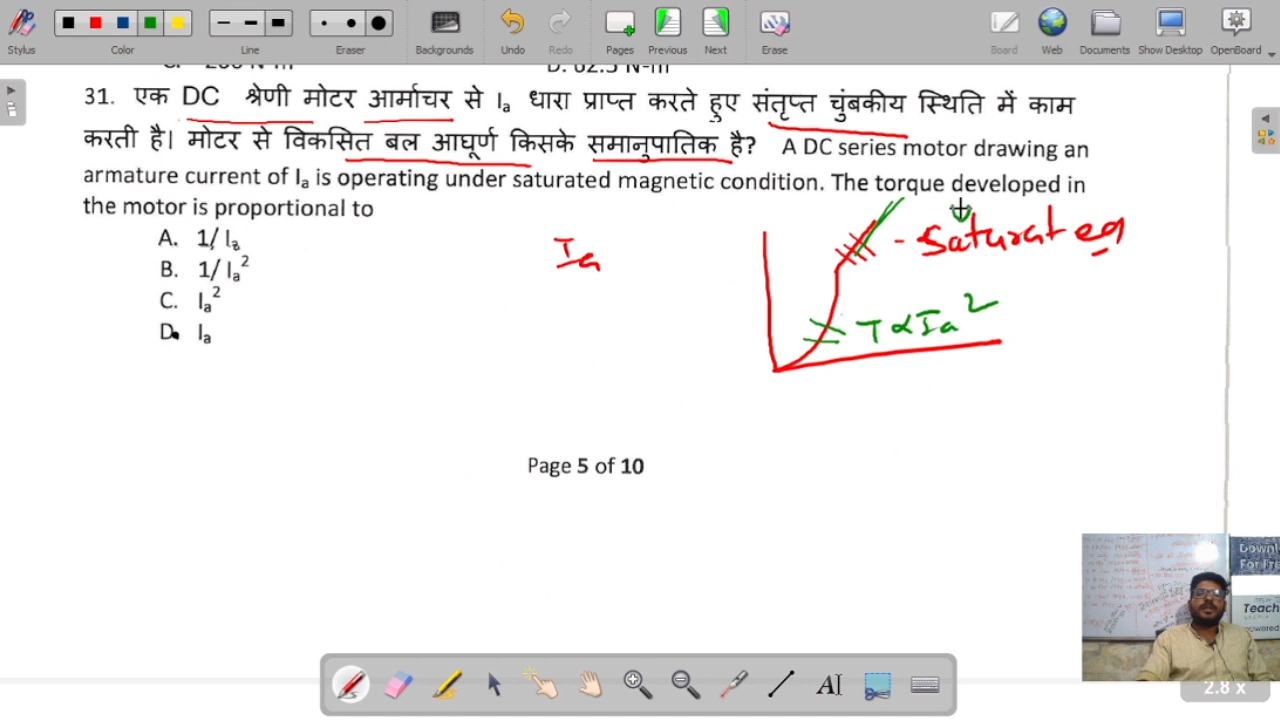 Stylus Color Line Eraser Backgrounds Undo Redo Pages Previous Next Erase Board Web Documents Show Desktop OpenBoard
31. एक DC श्रेणी मोटर आर्माचर से Iₐ धारा प्राप्त करते हुए संतृप्त चुंबकीय स्थिति में काम
करती है। मोटर से विकसित बल आघूर्ण किसके समानुपातिक है? A DC series motor drawing an
armature current of Iₐ is operating under saturated magnetic condition. The torque developed in
the motor is proportional to
A. 1/ Iₐ
B. 1/ Iₐ²
C. Iₐ²
D. Iₐ
Ia
- Saturated
T ∝ Ia²
Page 5 of 10
Teach
2.8 x